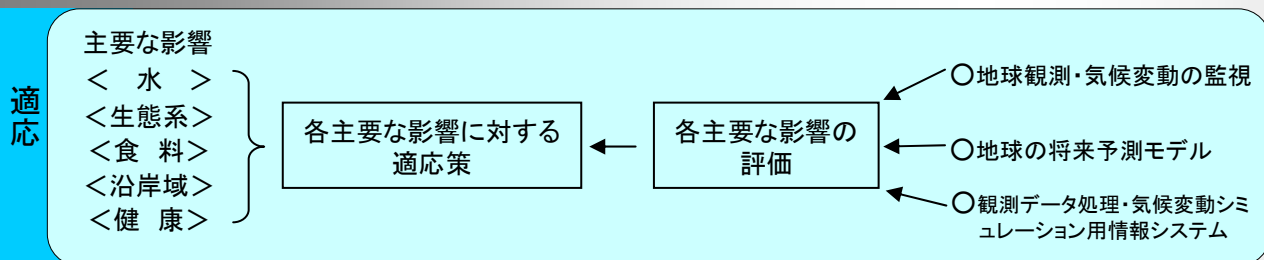 適応
主要な影響
＜　水　＞
＜生態系＞
＜食　料＞
＜沿岸域＞
＜健　康＞
各主要な影響に対する
適応策
各主要な影響の
評価
○地球観測・気候変動の監視
○地球の将来予測モデル
○観測データ処理・気候変動シミ
ュレーション用情報システム